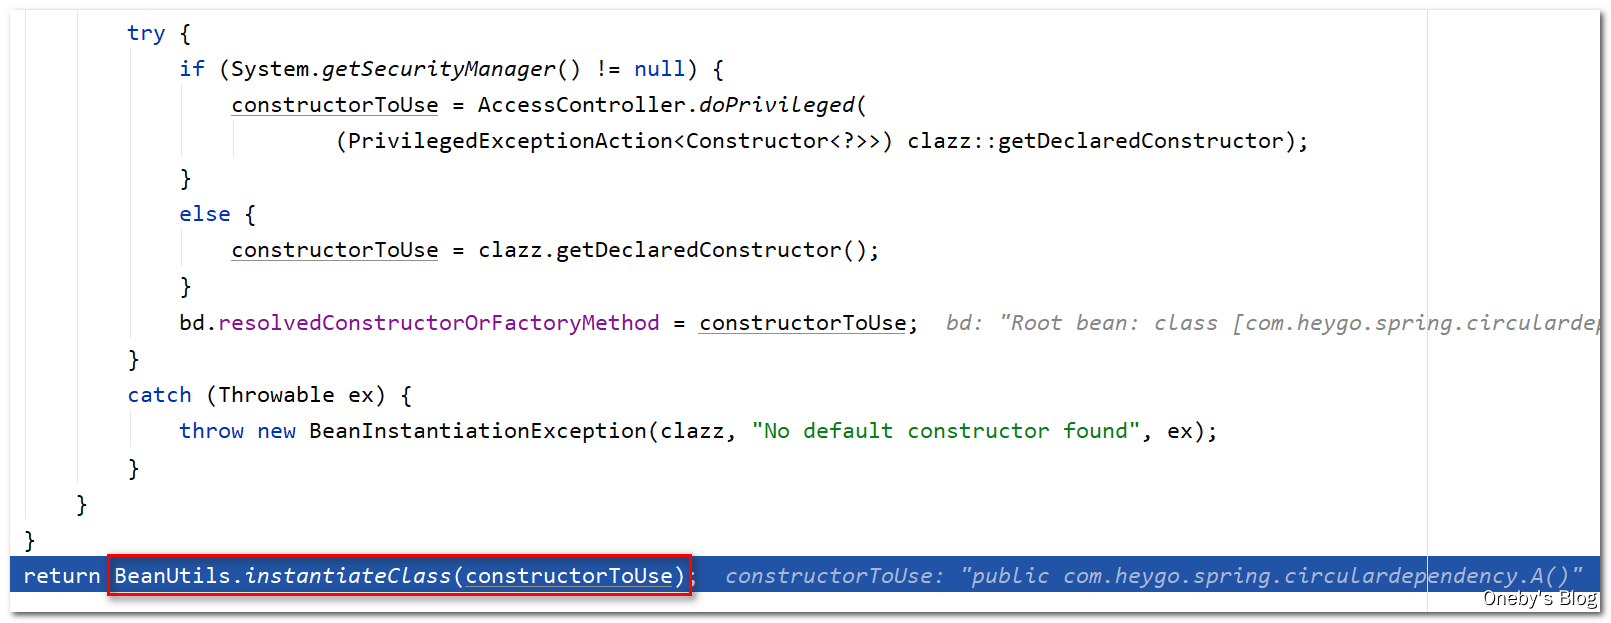 try {
if (System.getSecurityManager() != null) {
constructorToUse = AccessController.doPrivileged(
(PrivilegedExceptionAction<Constructor<?>>) clazz::getDeclaredConstructor);
}
else {
constructorToUse = clazz.getDeclaredConstructor();
}
bd.resolvedConstructorOrFactoryMethod = constructorToUse; bd: "Root bean: class [com.heygo.spring.circulardep
}
catch (Throwable ex) {
throw new BeanInstantiationException(clazz, "No default constructor found", ex);
}
}
}
return BeanUtils.instantiateClass(constructorToUse); constructorToUse: "public com.heygo.spring.circulardependency.A()"
Oneby's Blog